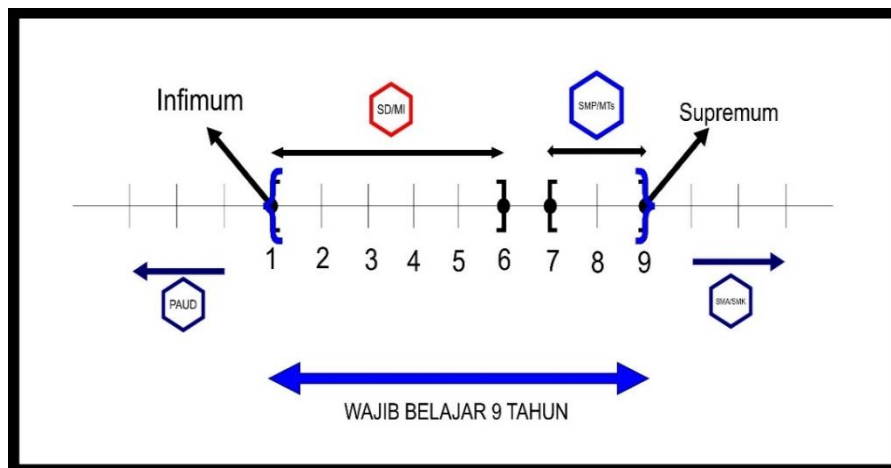 Infimum
SD/MI
SMP/MTs
Supremum
1 2 3 4 5 6 7 8 9
PAUD
SMA/SMK
WAJIB BELAJAR 9 TAHUN